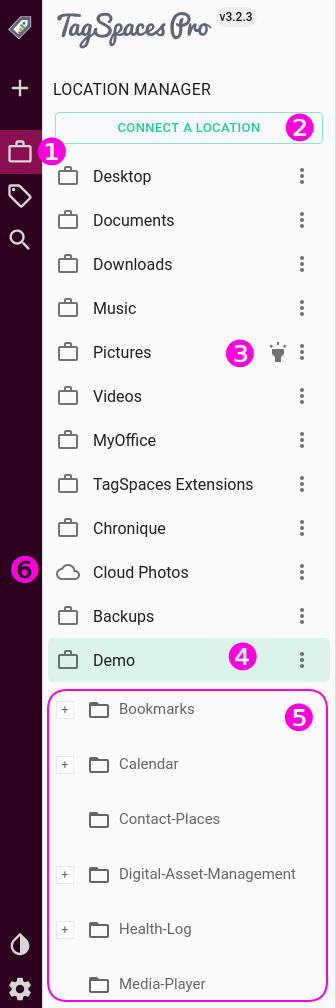 TagSpaces Pro v3.2.3
LOCATION MANAGER
CONNECT A LOCATION 2
1
Desktop
Documents
Downloads
Music
Pictures 3
Videos
MyOffice
TagSpaces Extensions
Chronique
6 Cloud Photos
Backups
Demo 4
+ Bookmarks 5
+ Calendar
Contact-Places
+ Digital-Asset-Management
+ Health-Log
Media-Player